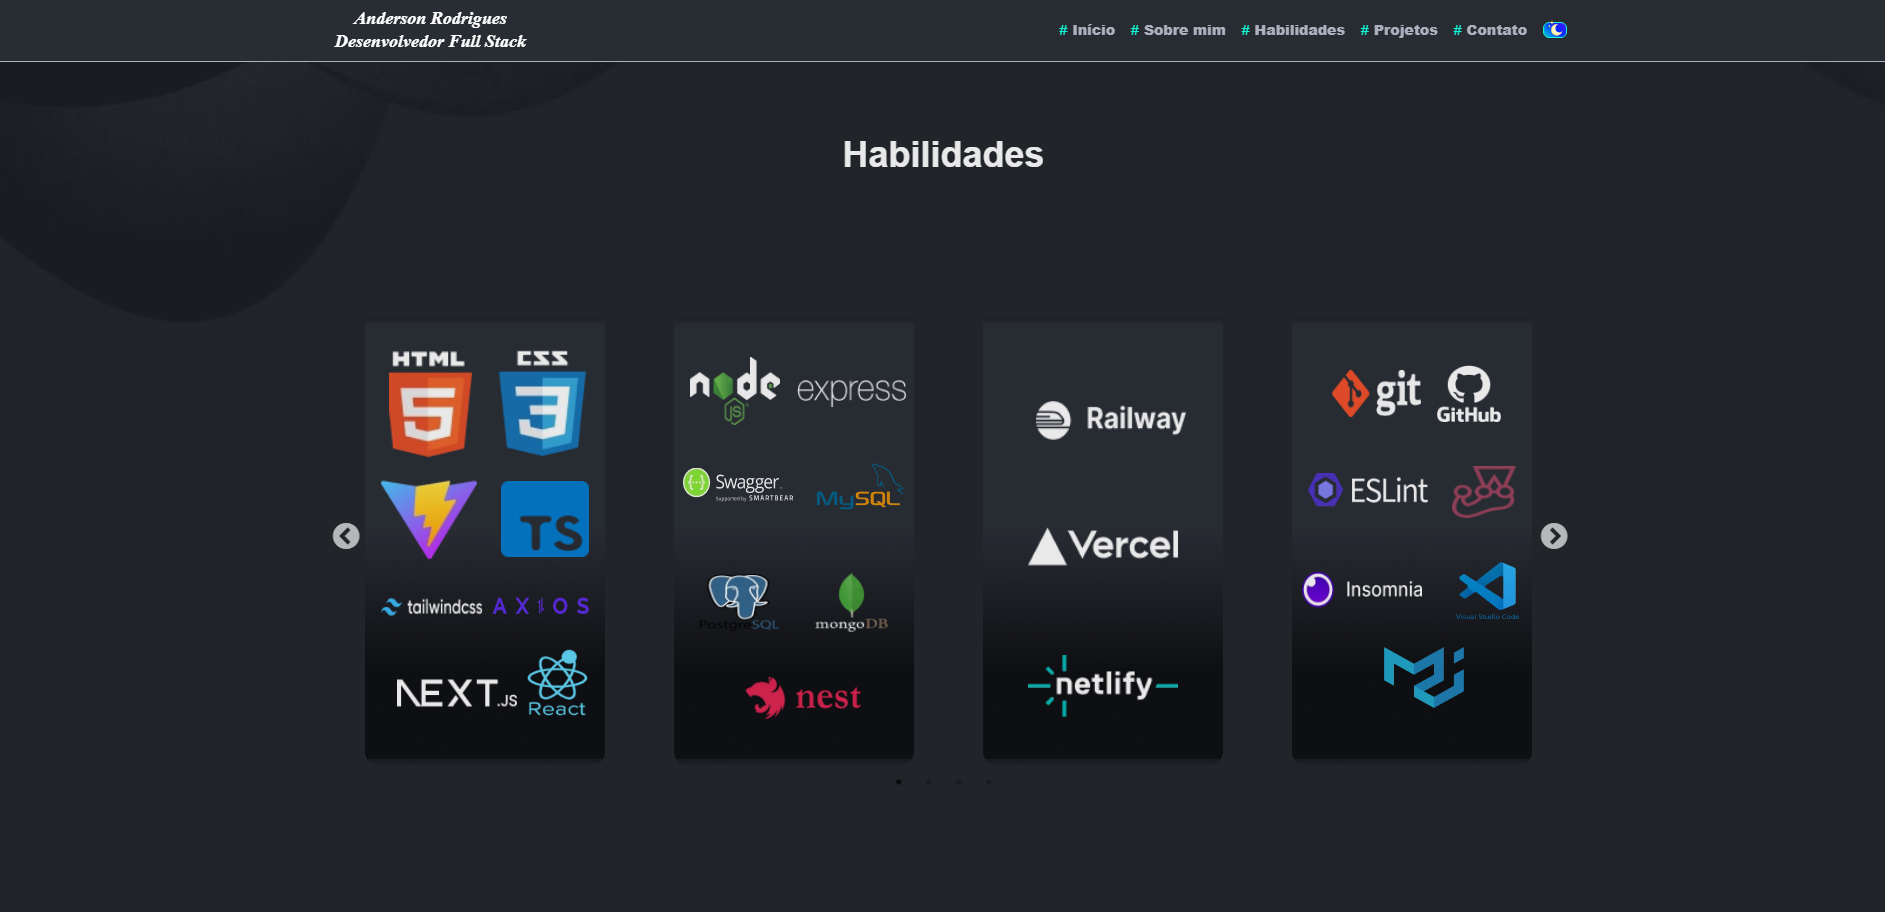 Anderson Rodrigues
Desenvolvedor Full Stack
# Início # Sobre mim # Habilidades # Projetos # Contato
Habilidades
HTML
5
CSS
3
TS
tailwindcss
AXIOS
NEXT.JS
React
node
JS
express
Swagger
Supported by SMARTBEAR
MySQL
PostgreSQL
mongoDB
nest
Railway
Vercel
netlify
git
GitHub
ESLint
Insomnia
Visual Studio Code